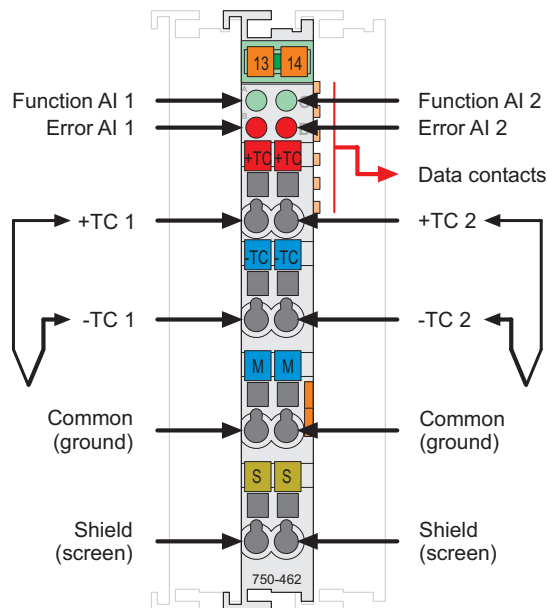 13 14
A C
Function AI 1
Function AI 2
B D
Error AI 1
Error AI 2
+TC +TC
Data contacts
+TC 1
+TC 2
-TC -TC
-TC 1
-TC 2
M M
Common
(ground)
Common
(ground)
S S
Shield
(screen)
Shield
(screen)
750-462